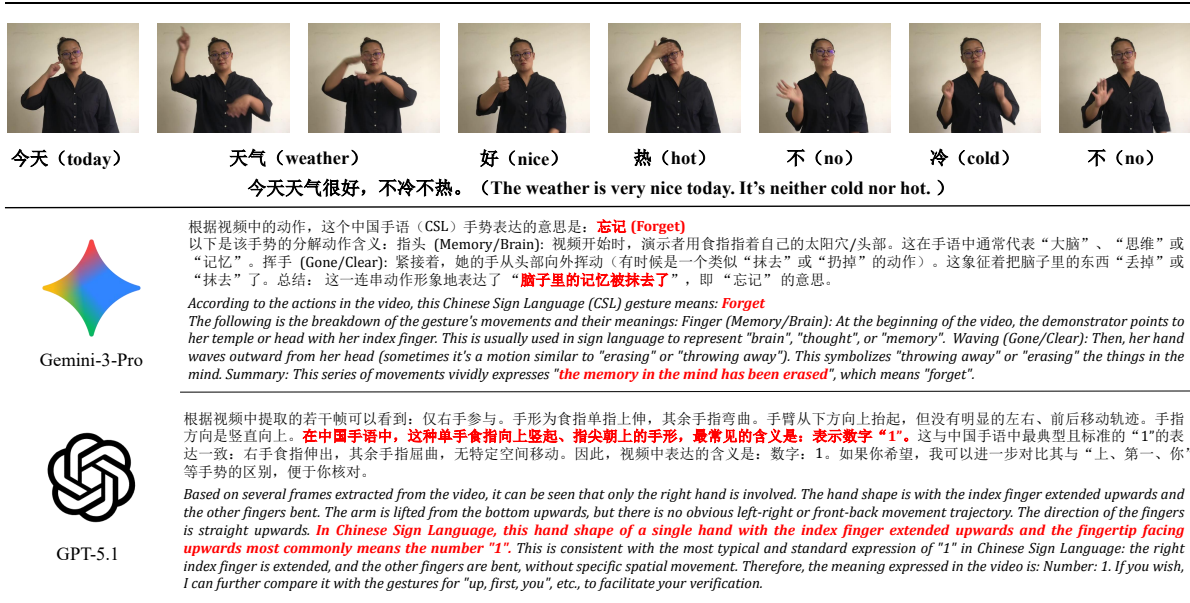 今天（today） 天气（weather） 好（nice） 热（hot） 不（no） 冷（cold） 不（no）
今天天气很好，不冷不热。（The weather is very nice today. It's neither cold nor hot. ）
根据视频中的动作，这个中国手语（CSL）手势表达的意思是：忘记 (Forget)
以下是该手势的分解动作含义：指头 (Memory/Brain): 视频开始时，演示者用食指指着自己的太阳穴/头部。这在手语中通常代表“大脑”、“思维”或
“记忆”。挥手 (Gone/Clear): 紧接着，她的手从头部向外挥动（有时候是一个类似“抹去”或“扔掉”的动作）。这象征着把脑子里的东西“丢掉”或
“抹去”了。总结： 这一连串动作形象地表达了 “脑子里的记忆被抹去了”，即 “忘记” 的意思。
According to the actions in the video, this Chinese Sign Language (CSL) gesture means: Forget
The following is the breakdown of the gesture's movements and their meanings: Finger (Memory/Brain): At the beginning of the video, the demonstrator points to
her temple or head with her index finger. This is usually used in sign language to represent "brain", "thought", or "memory". Waving (Gone/Clear): Then, her hand
waves outward from her head (sometimes it's a motion similar to "erasing" or "throwing away"). This symbolizes "throwing away" or "erasing" the things in the
mind. Summary: This series of movements vividly expresses "the memory in the mind has been erased", which means "forget".
Gemini-3-Pro
根据视频中提取的若干帧可以看到：仅右手参与。手形为食指单指上伸，其余手指弯曲。手臂从下方向上抬起，但没有明显的左右、前后移动轨迹。手指
方向是竖直向上。在中国手语中，这种单手食指向上竖起、指尖朝上的手形，最常见的含义是：表示数字“1”。这与中国手语中最典型且标准的“1”的表
达一致：右手食指伸出，其余手指屈曲，无特定空间移动。因此，视频中表达的含义是：数字：1。如果你希望，我可以进一步对比其与“上、第一、你’
等手势的区别，便于你核对。
Based on several frames extracted from the video, it can be seen that only the right hand is involved. The hand shape is with the index finger extended upwards and
the other fingers bent. The arm is lifted from the bottom upwards, but there is no obvious left-right or front-back movement trajectory. The direction of the fingers
is straight upwards. In Chinese Sign Language, this hand shape of a single hand with the index finger extended upwards and the fingertip facing
upwards most commonly means the number "1". This is consistent with the most typical and standard expression of "1" in Chinese Sign Language: the right
index finger is extended, and the other fingers are bent, without specific spatial movement. Therefore, the meaning expressed in the video is: Number: 1. If you wish,
I can further compare it with the gestures for "up, first, you", etc., to facilitate your verification.
GPT-5.1